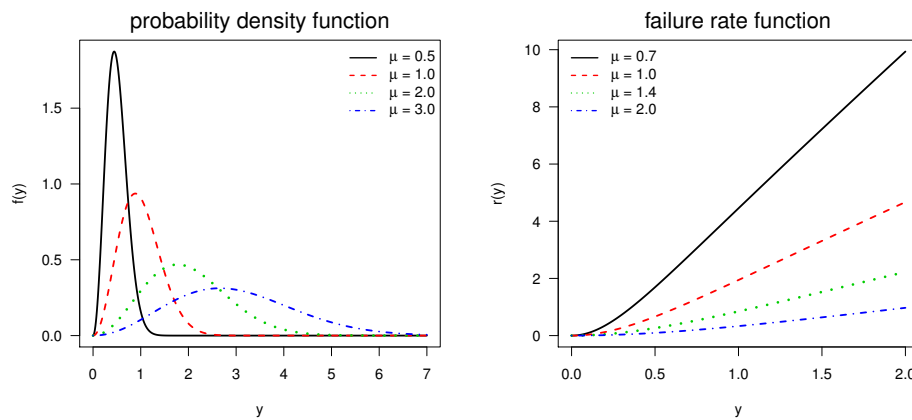 probability density function
μ = 0.5
μ = 1.0
μ = 2.0
μ = 3.0
f(y)
1.5
1.0
0.5
0.0
0 1 2 3 4 5 6 7
y
failure rate function
μ = 0.7
μ = 1.0
μ = 1.4
μ = 2.0
r(y)
10
8
6
4
2
0
0.0 0.5 1.0 1.5 2.0
y